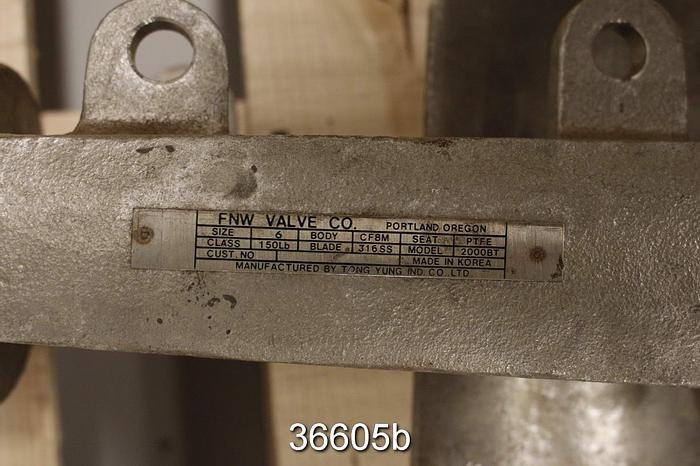 FNW VALVE CO. PORTLAND OREGON
SIZE 6 BODY CF8M SEAT PTFE
CLASS 150Lb BLADE 316SS MODEL 2000BT
CUST. NO MADE IN KOREA
MANUFACTURED BY TONG YUNG IND. CO., LTD
36605b